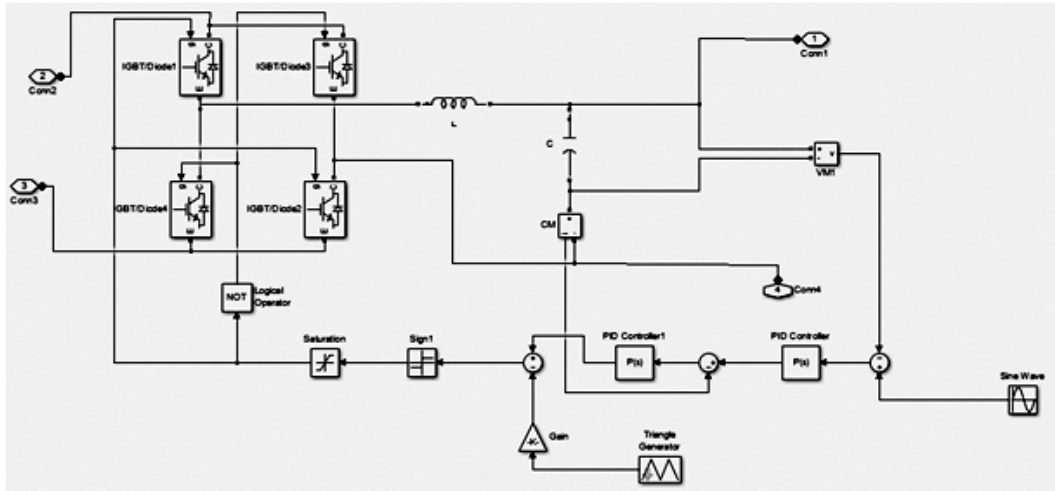 IGBT/Diode1
g
C
E
IGBT/Diode3
g
C
E
1
Conn1
2
Conn2
L
C
+
-
v
VM1
3
Conn3
IGBT/Diode4
g
C
E
IGBT/Diode2
g
C
E
CM
+
-
i
4
Conn4
NOT
Logical
Operator
Saturation
Sign1
PID Controller1
P(s)
PID Controller
P(s)
Sine Wave
-K-
Gain
Triangle
Generator